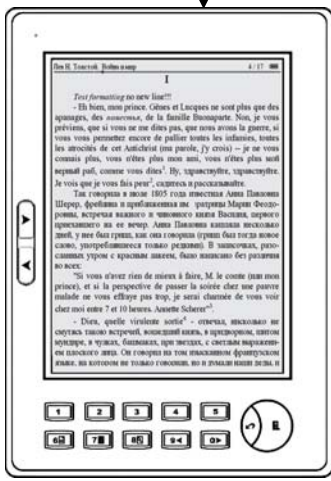 Лев Н. Толстой. Война и мир 4 / 17
I
Test formatting no new line!!!
- Eh bien, mon prince. Gênes et Lucques ne sont plus que des
apanages, des поместья, de la famille Buonaparte. Non, je vous
préviens, que si vous ne me dites pas, que nous avons la guerre, si
vous vous permettez encore de pallier toutes les infamies, toutes
les atrocités de cet Antichrist (ma parole, j'y crois) -- je ne vous
connais plus, vous n'êtes plus mon ami, vous n'êtes plus мой
верный раб, comme vous dites¹. Ну, здравствуйте, здравствуйте.
Je vois que je vous fais peur², садитесь и рассказывайте.
Так говорила в июле 1805 года известная Анна Павловна
Шерер, фрейлина и приближенная им ератрицы Марии Феодо-
ровны, встречая важного и чиновного князя Василия, первого
приехавшего на ее вечер. Анна Павловна кашляла несколько
дней, у нее был грипп, как она говорила (грипп был тогда новое
слово, употреблявшееся только редкими). В записочках, разо-
сланных утром с красным лакеем, было написано без различия
во всех:
"Si vous n'avez rien de mieux à faire, M. le comte (или mon
prince), et si la perspective de passer la soirée chez une pauvre
malade ne vous effraye pas trop, je serai charmée de vous voir
chez moi entre 7 et 10 heures. Annette Scherer"³.
- Dieu, quelle virulente sortie⁴ - отвечал, нисколько не
смутясь такою встречей, вошедший князь, в придворном, шитом
мундире, в чулках, башмаках, при звездах, с светлым выражени-
ем плоского лица. Он говорил на том изысканном французском
языке, на котором не только говорили, но и думали наши деды, и
1 2 3 4 5
6 7 8 9 0